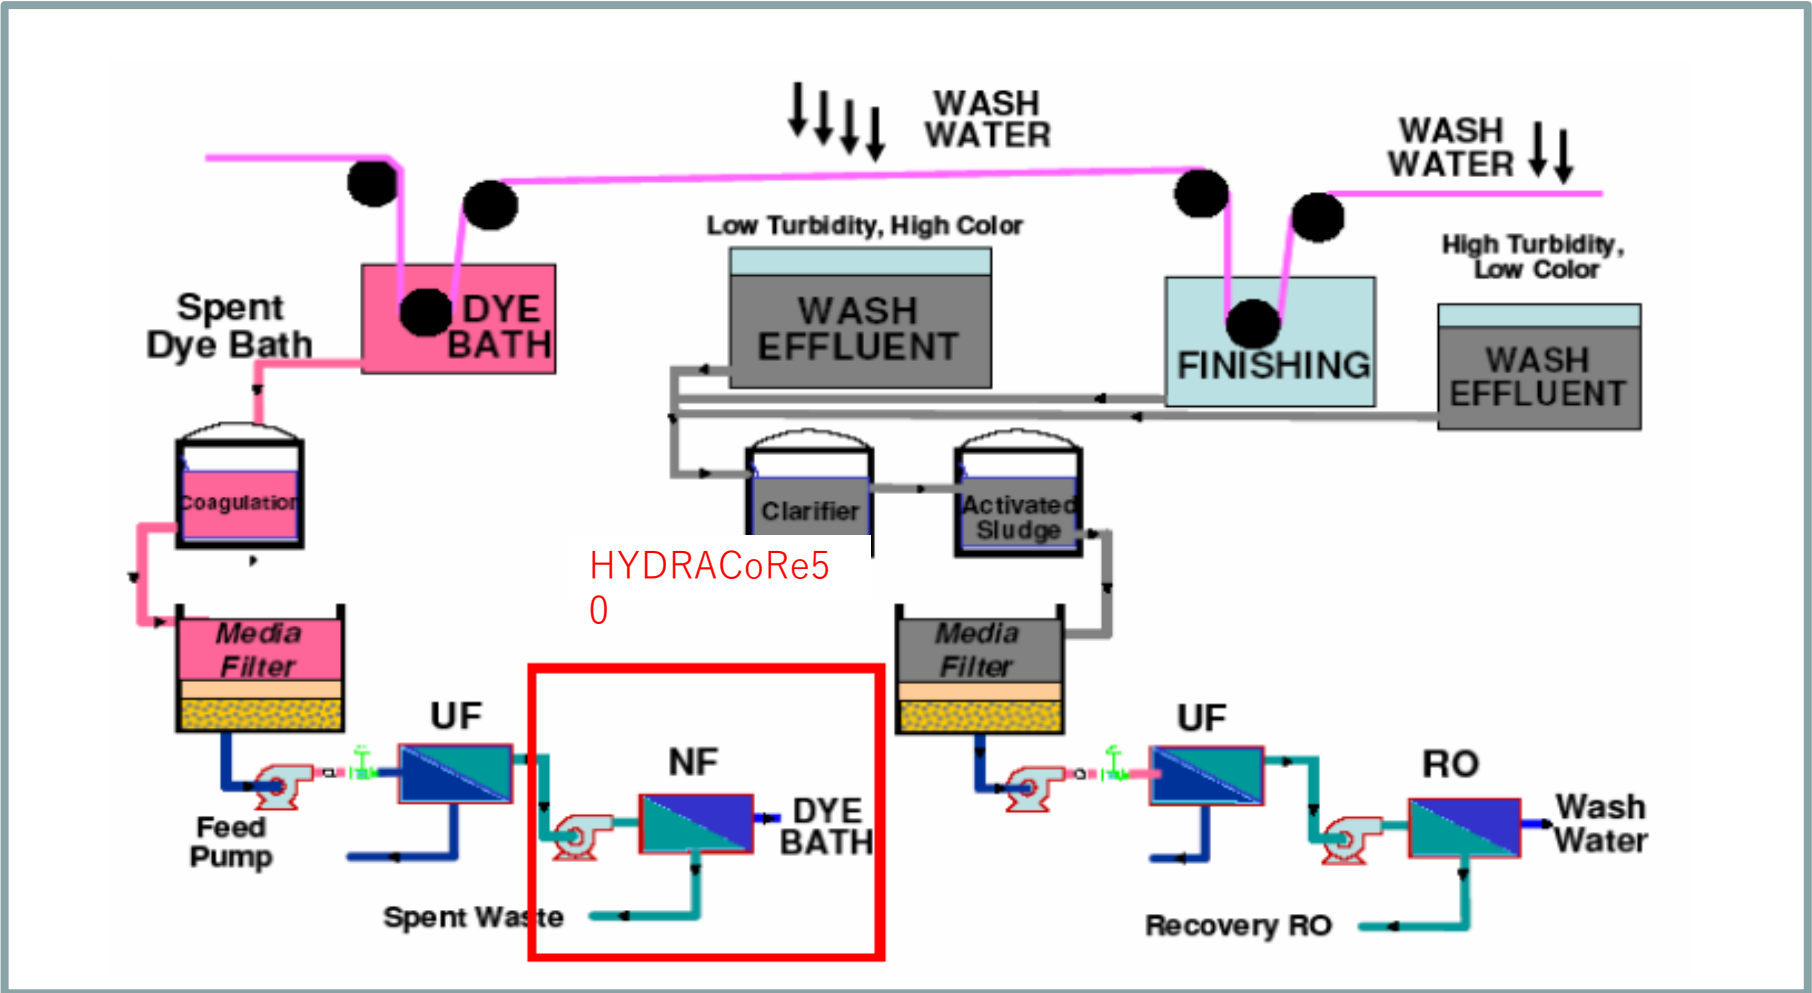 WASH
WATER
WASH
WATER
Low Turbidity, High Color
High Turbidity,
Low Color
Spent
Dye Bath
DYE
BATH
WASH
EFFLUENT
FINISHING
WASH
EFFLUENT
Coagulation
Clarifier
Activated
Sludge
HYDRACoRe5
0
Media
Filter
Media
Filter
UF
NF
UF
RO
Feed
Pump
DYE
BATH
Wash
Water
Spent Waste
Recovery RO